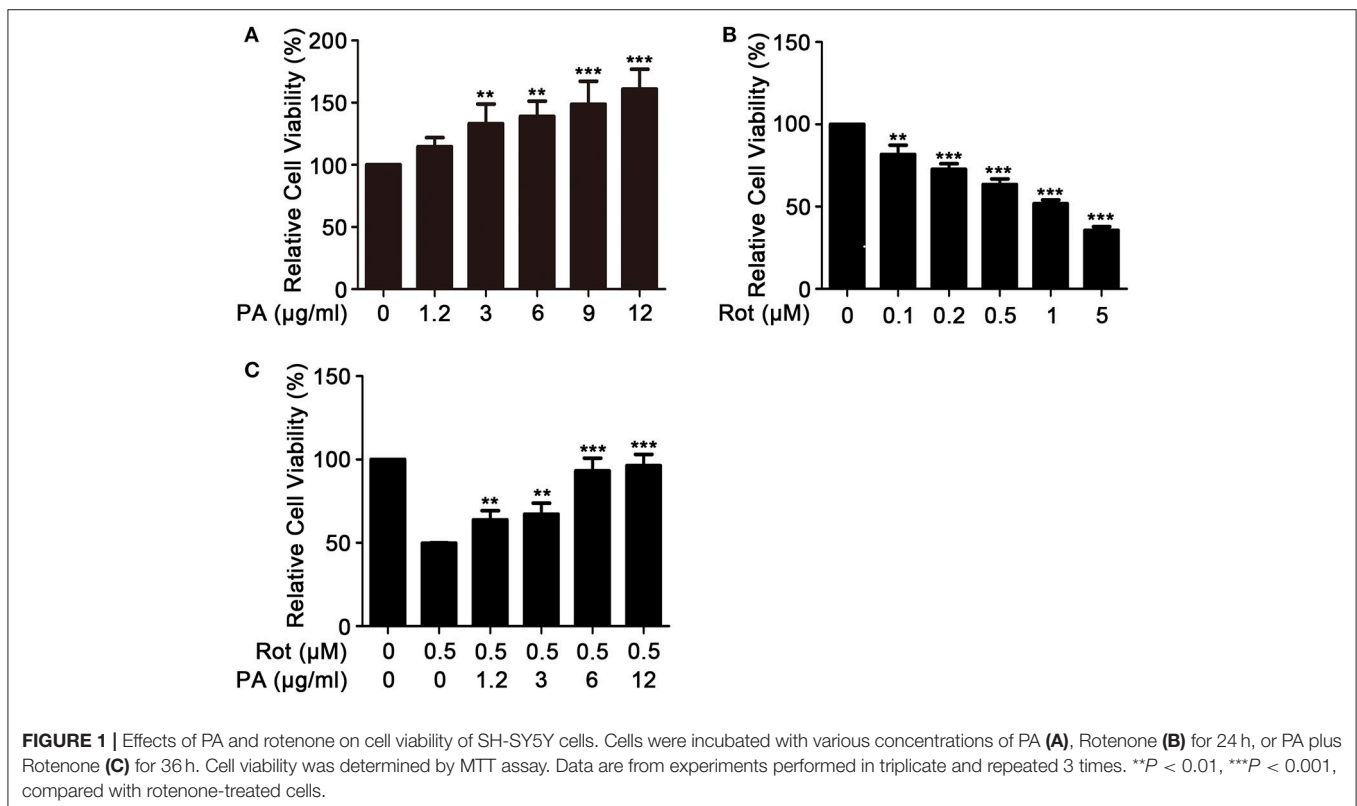 A
Relative Cell Viability (%)
200
150
100
50
0
** ** *** ***
PA (µg/ml) 0 1.2 3 6 9 12
B
Relative Cell Viability (%)
150
100
50
0
** *** *** *** ***
Rot (µM) 0 0.1 0.2 0.5 1 5
C
Relative Cell Viability (%)
150
100
50
0
** ** *** ***
Rot (µM) 0 0.5 0.5 0.5 0.5 0.5
PA (µg/ml) 0 0 1.2 3 6 12
FIGURE 1 | Effects of PA and rotenone on cell viability of SH-SY5Y cells. Cells were incubated with various concentrations of PA (A), Rotenone (B) for 24 h, or PA plus
Rotenone (C) for 36 h. Cell viability was determined by MTT assay. Data are from experiments performed in triplicate and repeated 3 times. **P < 0.01, ***P < 0.001,
compared with rotenone-treated cells.